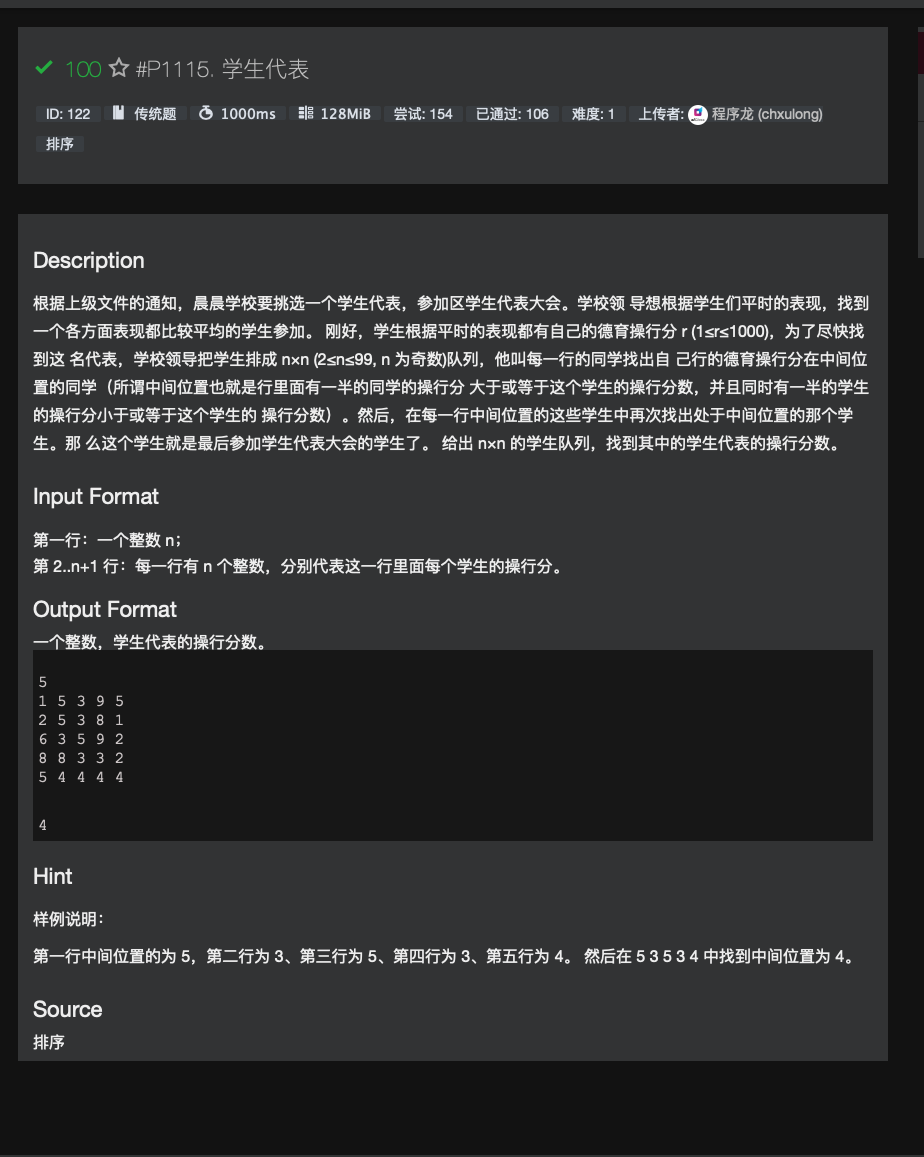 100 #P1115. 学生代表
ID: 122 传统题 1000ms 128MiB 尝试: 154 已通过: 106 难度: 1 上传者: 程序龙 (chxulong)
排序
Description
根据上级文件的通知，晨晨学校要挑选一个学生代表，参加区学生代表大会。学校领 导想根据学生们平时的表现，找到
一个各方面表现都比较平均的学生参加。 刚好，学生根据平时的表现都有自己的德育操行分 r (1≤r≤1000)，为了尽快找
到这 名代表，学校领导把学生排成 n×n (2≤n≤99, n 为奇数)队列，他叫每一行的同学找出自 己行的德育操行分在中间位
置的同学（所谓中间位置也就是行里面有一半的同学的操行分 大于或等于这个学生的操行分数，并且同时有一半的学生
的操行分小于或等于这个学生的 操行分数）。然后，在每一行中间位置的这些学生中再次找出处于中间位置的那个学
生。那 么这个学生就是最后参加学生代表大会的学生了。 给出 n×n 的学生队列，找到其中的学生代表的操行分数。
Input Format
第一行：一个整数 n；
第 2..n+1 行：每一行有 n 个整数，分别代表这一行里面每个学生的操行分。
Output Format
一个整数，学生代表的操行分数。
5
1 5 3 9 5
2 5 3 8 1
6 3 5 9 2
8 8 3 3 2
5 4 4 4 4
4
Hint
样例说明：
第一行中间位置的为 5，第二行为 3、第三行为 5、第四行为 3、第五行为 4。 然后在 5 3 5 3 4 中找到中间位置为 4。
Source
排序